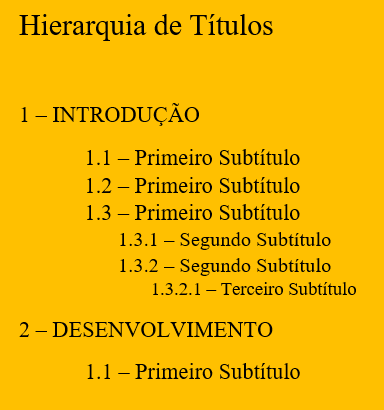 Hierarquia de Títulos
1 – INTRODUÇÃO
1.1 – Primeiro Subtítulo
1.2 – Primeiro Subtítulo
1.3 – Primeiro Subtítulo
1.3.1 – Segundo Subtítulo
1.3.2 – Segundo Subtítulo
1.3.2.1 – Terceiro Subtítulo
2 – DESENVOLVIMENTO
1.1 – Primeiro Subtítulo